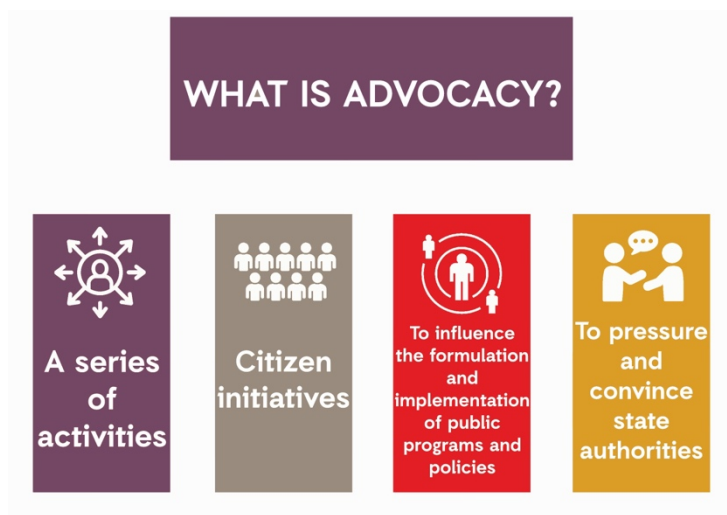 WHAT IS ADVOCACY?
A series
of
activities
Citizen
initiatives
To influence
the formulation
and
implementation
of public
programs and
policies
To pressure
and
convince
state
authorities